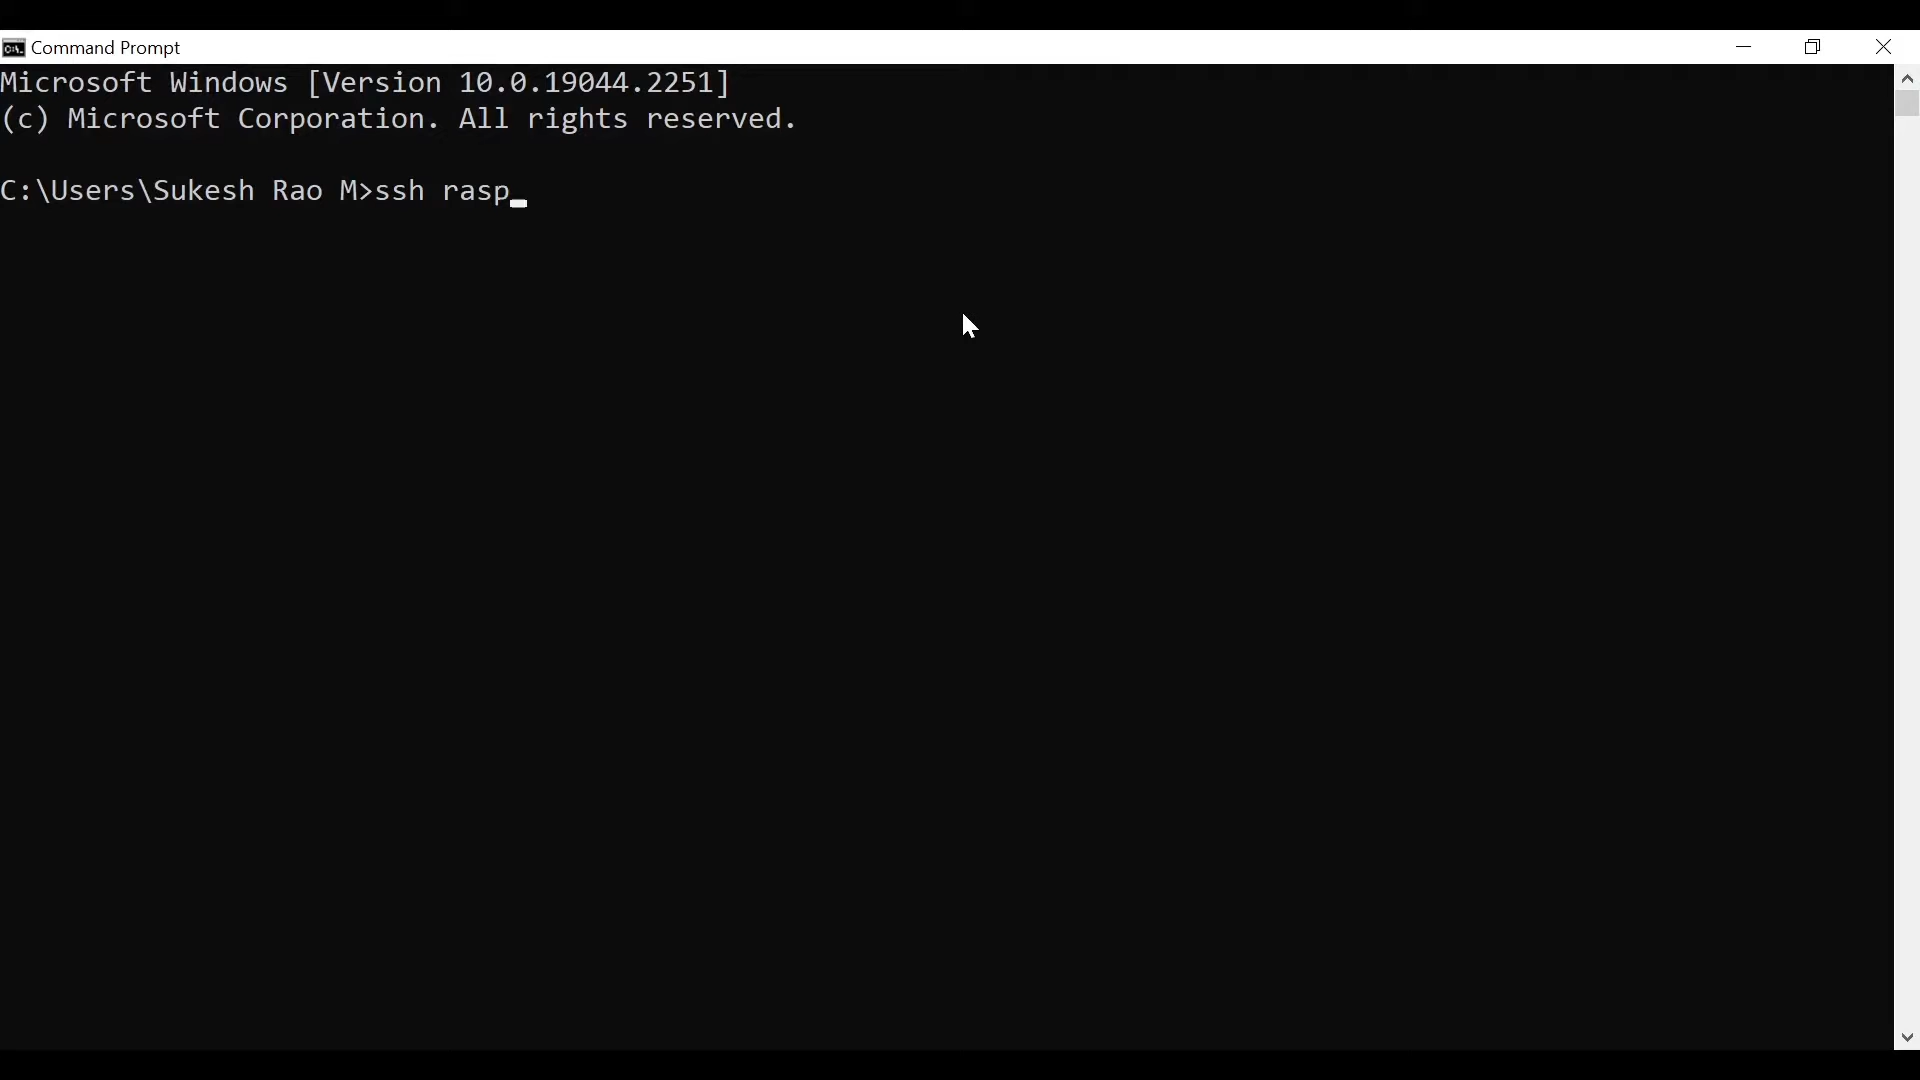 Command Prompt
Microsoft Windows [Version 10.0.19044.2251]
(c) Microsoft Corporation. All rights reserved.
C:\Users\Sukesh Rao M>ssh rasp